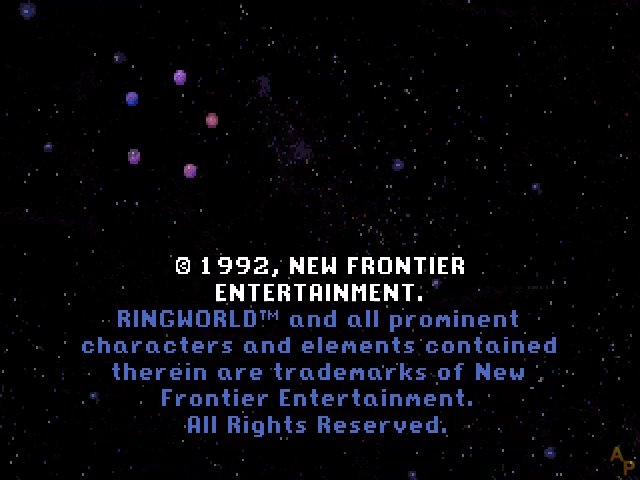 © 1992, NEW FRONTIER
ENTERTAINMENT.
RINGWORLD™ and all prominent
characters and elements contained
therein are trademarks of New
Frontier Entertainment.
All Rights Reserved.
AP